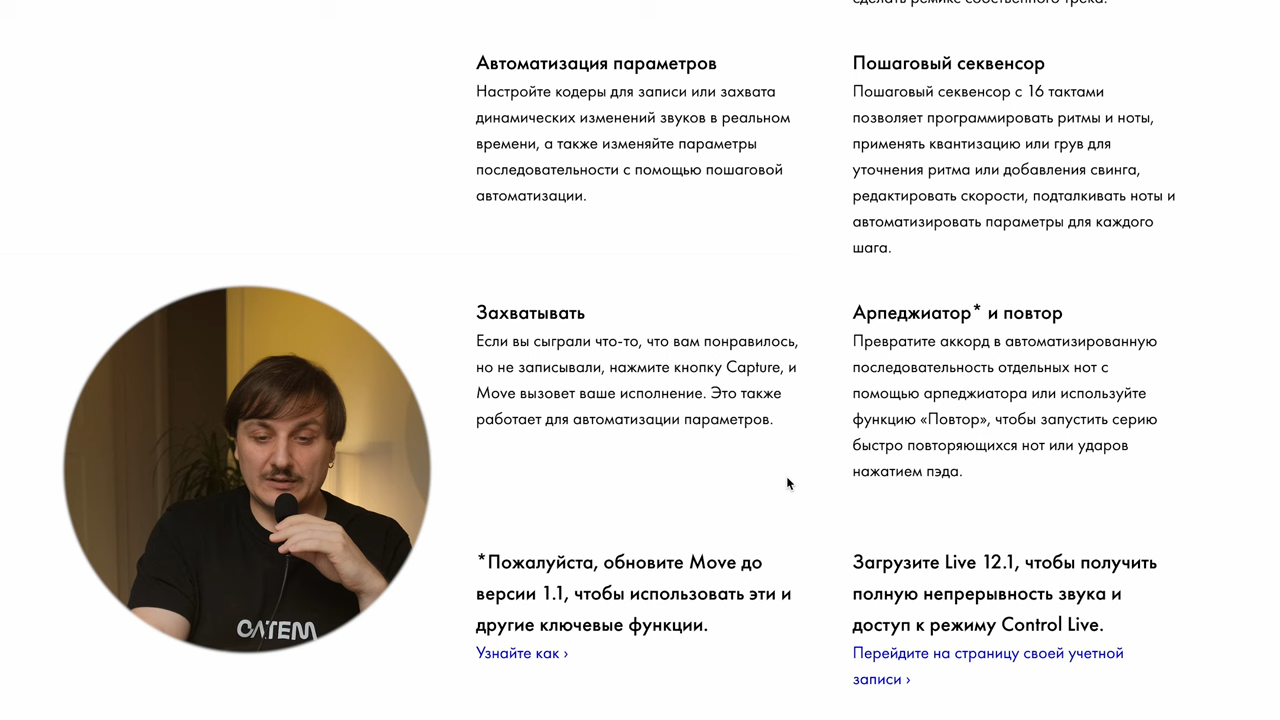 сделать ремикс собственного трека.
Автоматизация параметров
Настройте кодеры для записи или захвата
динамических изменений звуков в реальном
времени, а также изменяйте параметры
последовательности с помощью пошаговой
автоматизации.
Пошаговый секвенсор
Пошаговый секвенсор с 16 тактами
позволяет программировать ритмы и ноты,
применять квантизацию или грув для
уточнения ритма или добавления свинга,
редактировать скорости, подталкивать ноты и
автоматизировать параметры для каждого
шага.
Захватывать
Если вы сыграли что-то, что вам понравилось,
но не записывали, нажмите кнопку Capture, и
Move вызовет ваше исполнение. Это также
работает для автоматизации параметров.
Арпеджиатор* и повтор
Превратите аккорд в автоматизированную
последовательность отдельных нот с
помощью арпеджиатора или используйте
функцию «Повтор», чтобы запустить серию
быстро повторяющихся нот или ударов
нажатием пэда.
*Пожалуйста, обновите Move до
версии 1.1, чтобы использовать эти и
другие ключевые функции.
Узнайте как ›
Загрузите Live 12.1, чтобы получить
полную непрерывность звука и
доступ к режиму Control Live.
Перейдите на страницу своей учетной
записи ›